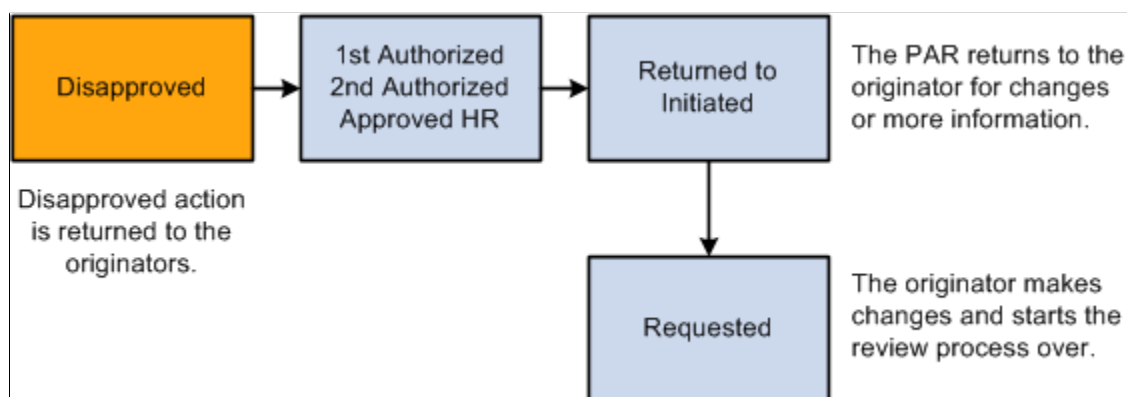 Disapproved
1st Authorized
2nd Authorized
Approved HR
Returned to
Initiated
The PAR returns to the
originator for changes
or more information.
Disapproved action
is returned to the
originators.
Requested
The originator makes
changes and starts the
review process over.